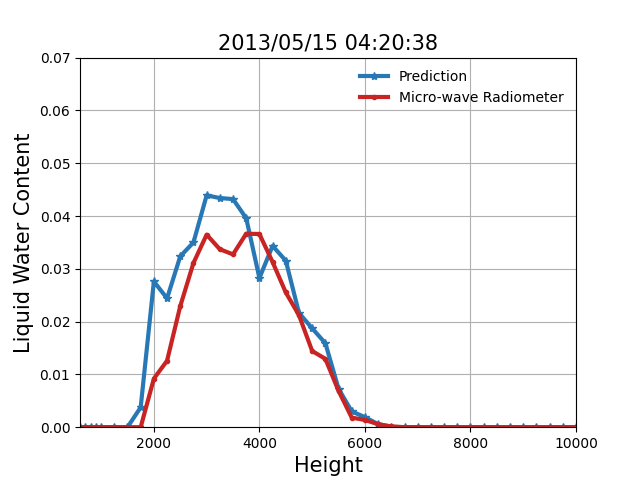 2013/05/15 04:20:38
0.07
0.06
0.05
0.04
0.03
0.02
0.01
0.00
Liquid Water Content
Prediction
Micro-wave Radiometer
2000 4000 6000 8000 10000
Height